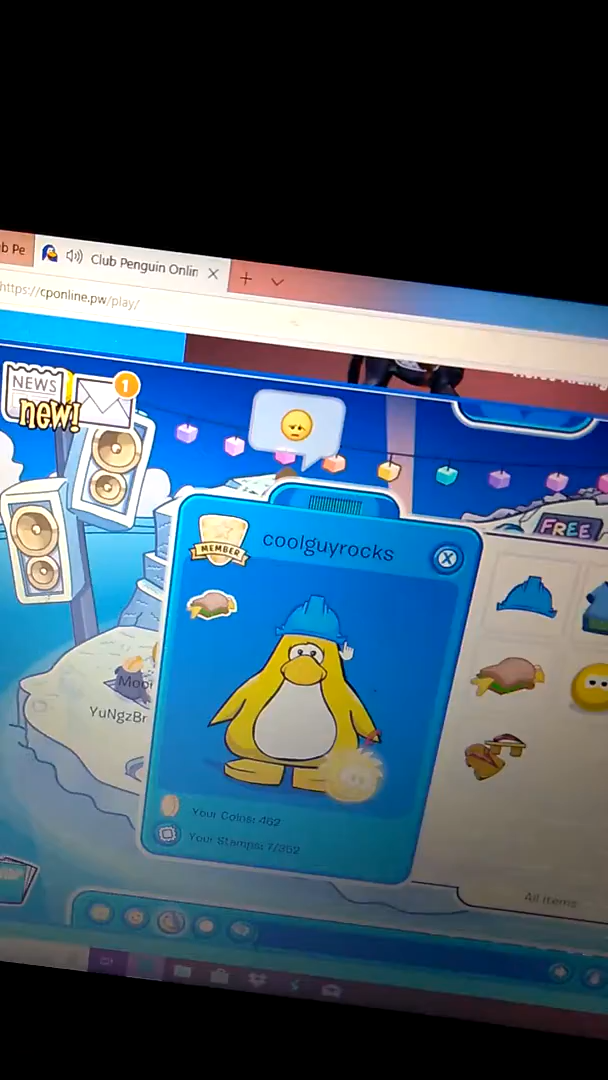 b Pe
Club Penguin Onlin
https://cponline.pw/play/
NEWS
new!
1
MEMBER
coolguyrocks
FREE
YuNgzBr
Your Coins: 462
Your Stamps: 7/352
All Items